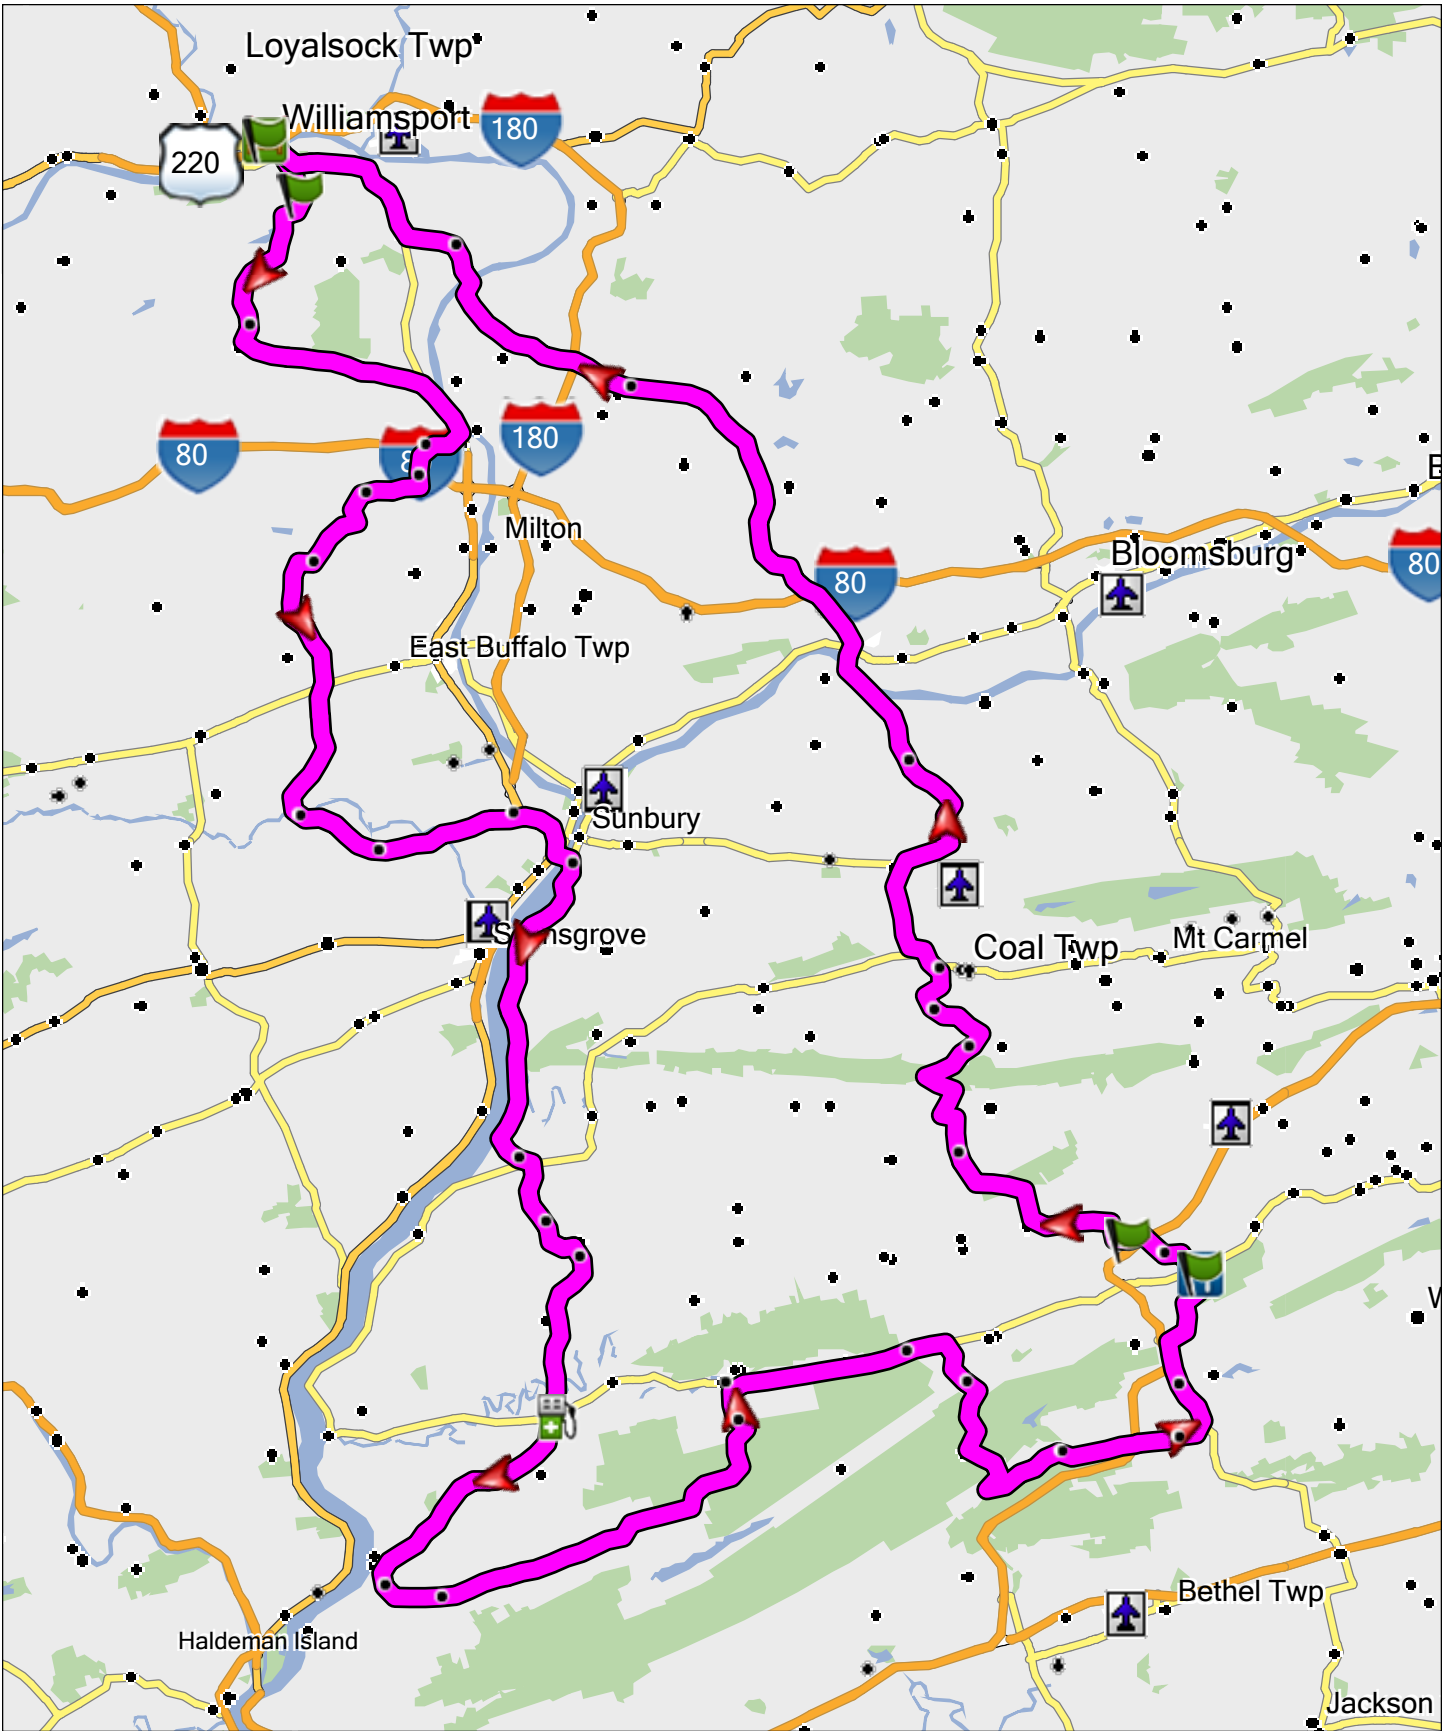 Loyalsock Twp
Williamsport
180
220
80
180
Milton
80
Bloomsburg
80
East Buffalo Twp
Sunbury
Coal Twp
Mt Carmel
Bethel Twp
Haldeman Island
Jackson